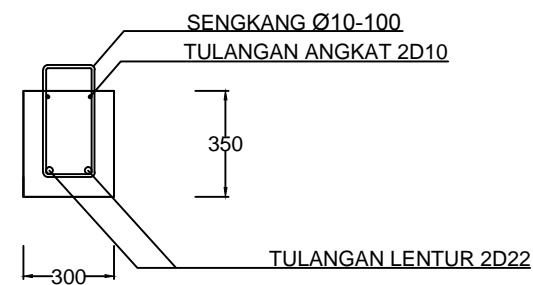 SENGKANG Ø10-100
TULANGAN ANGKAT 2D10
350
TULANGAN LENTUR 2D22
300